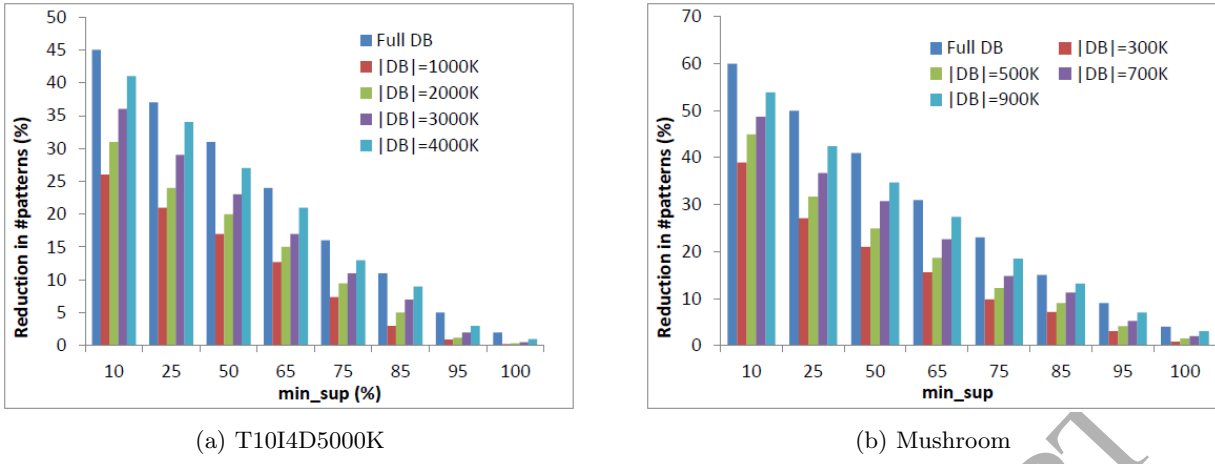 50
45
40
35
30
25
20
15
10
5
0
Reduction in #patterns (%)
Full DB
|DB|=1000K
|DB|=2000K
|DB|=3000K
|DB|=4000K
10 25 50 65 75 85 95 100
min_sup (%)
(a) T10I4D5000K
70
60
50
40
30
20
10
0
Reduction in #patterns (%)
Full DB |DB|=300K
|DB|=500K |DB|=700K
|DB|=900K
10 25 50 65 75 85 95 100
min_sup
(b) Mushroom